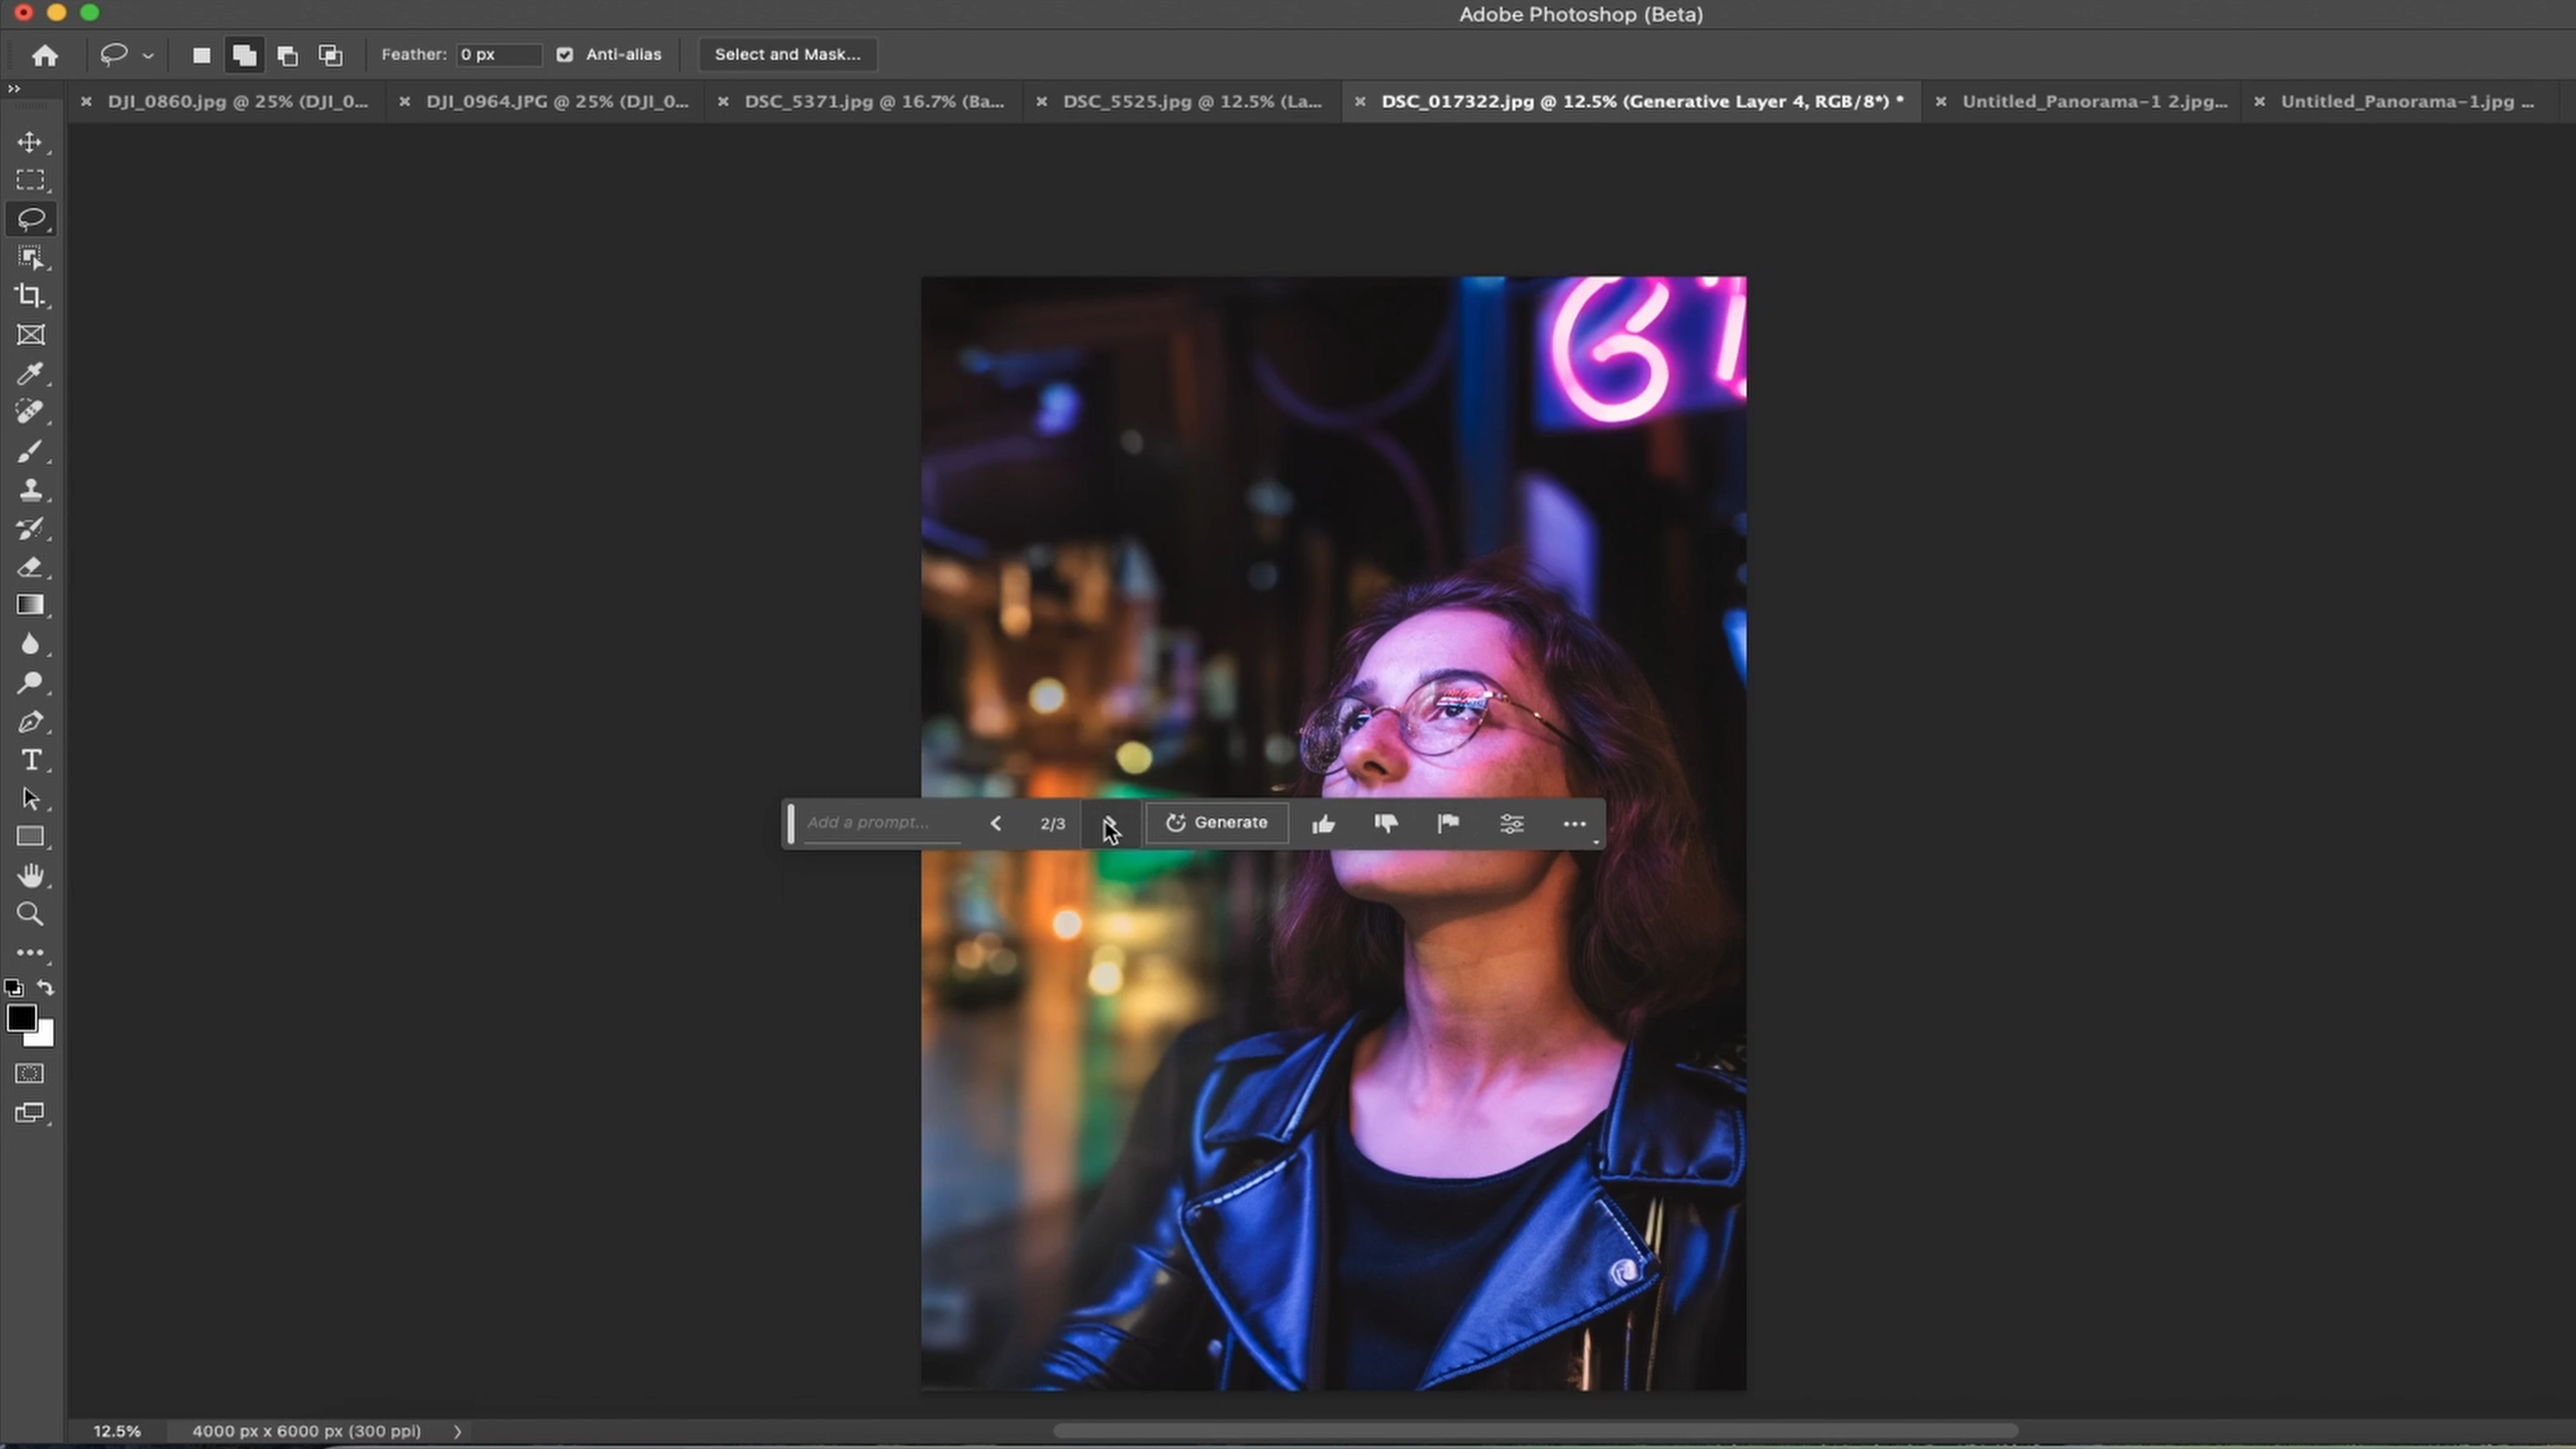 Adobe Photoshop (Beta)
Feather: 0 px Anti-alias Select and Mask...
DJI_0860.jpg @ 25% (DJI_0... DJI_0964.JPG @ 25% (DJI_0... DSC_5371.jpg @ 16.7% (Ba... DSC_5525.jpg @ 12.5% (La... DSC_017322.jpg @ 12.5% (Generative Layer 4, RGB/8*) * Untitled_Panorama-1 2.jpg... Untitled_Panorama-1.jpg ...
Add a prompt... 2/3 Generate
12.5% 4000 px x 6000 px (300 ppi)